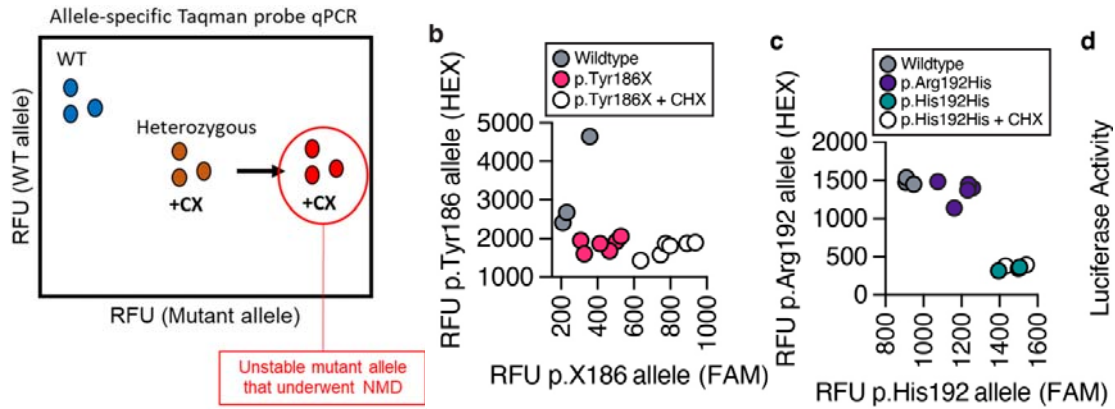 Allele-specific Taqman probe qPCR
WT
Heterozygous
+CX
+CX
RFU (WT allele)
RFU (Mutant allele)
Unstable mutant allele
that underwent NMD
b
Wildtype
p.Tyr186X
p.Tyr186X + CHX
RFU p.Tyr186 allele (HEX)
5000
4000
3000
2000
1000
200
400
600
800
1000
RFU p.X186 allele (FAM)
c
Wildtype
p.Arg192His
p.His192His
p.His192His + CHX
RFU p.Arg192 allele (HEX)
2000
1500
1000
500
0
800
1000
1200
1400
1600
RFU p.His192 allele (FAM)
d
Luciferase Activity